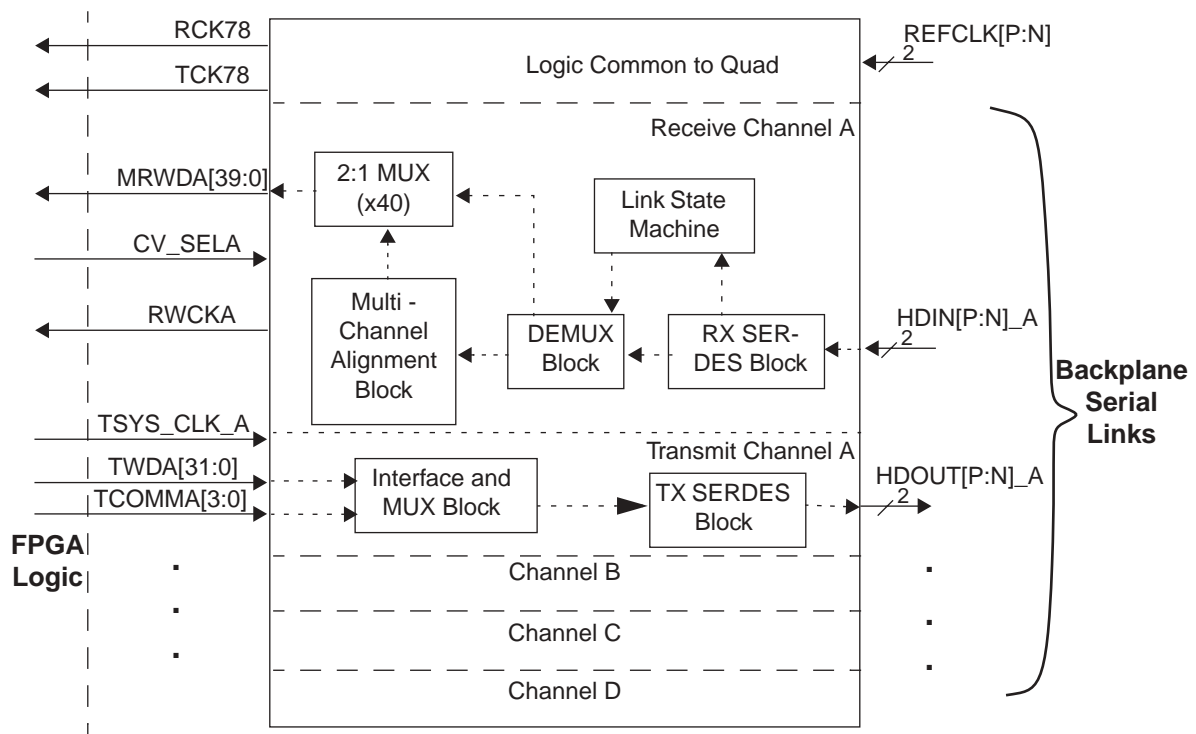 RCK78
REFCLK[P:N]
2
TCK78
Logic Common to Quad
Receive Channel A
MRWDA[39:0]
2:1 MUX
(x40)
Link State
Machine
CV_SELA
RWCKA
Multi -
Channel
Alignment
Block
DEMUX
Block
RX SER-
DES Block
HDIN[P:N]_A
2
Backplane
Serial
Links
TSYS_CLK_A
Transmit Channel A
TWDA[31:0]
TCOMMA[3:0]
Interface and
MUX Block
TX SERDES
Block
HDOUT[P:N]_A
2
FPGA
Logic
Channel B
Channel C
Channel D